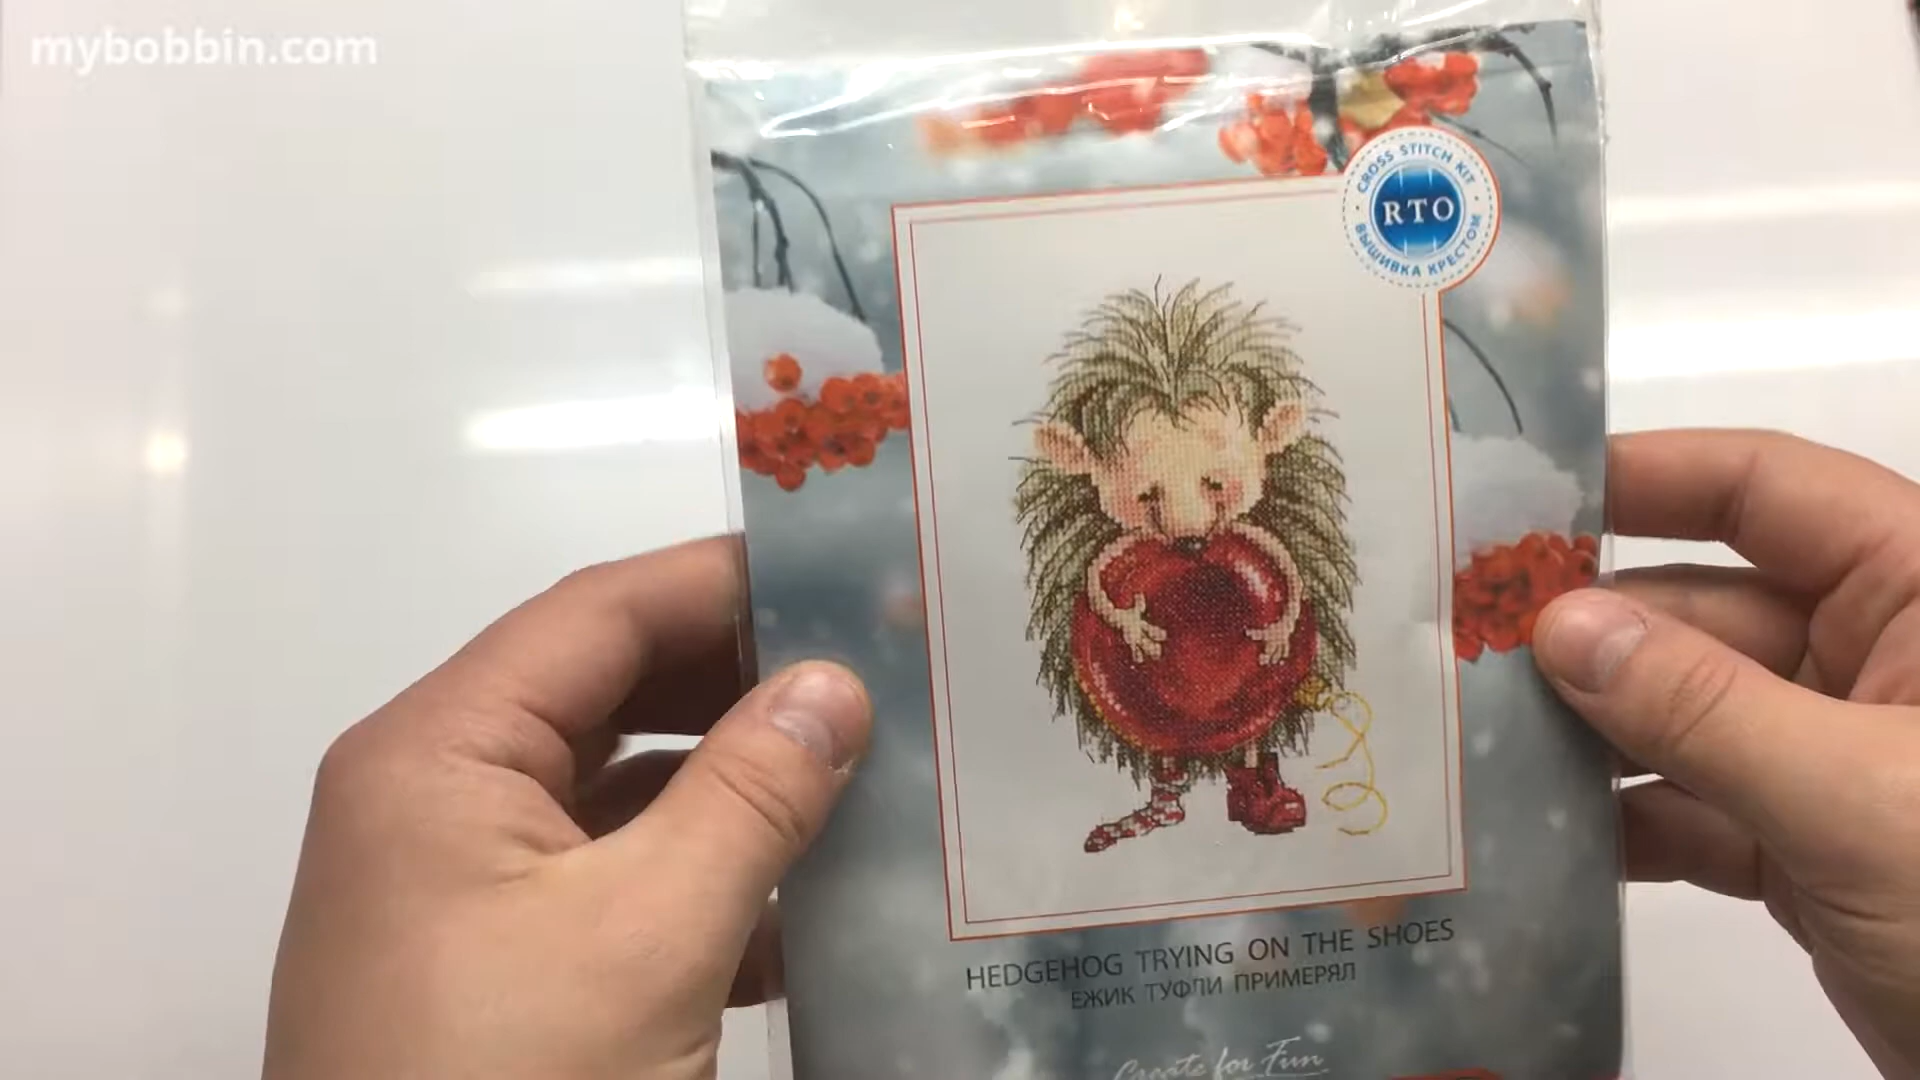 mybobbin.com
CROSS STITCH KIT
RTO
ВЫШИВКА КРЕСТОМ
HEDGEHOG TRYING ON THE SHOES
ЕЖИК ТУФЛИ ПРИМЕРЯЛ
Create for Fun